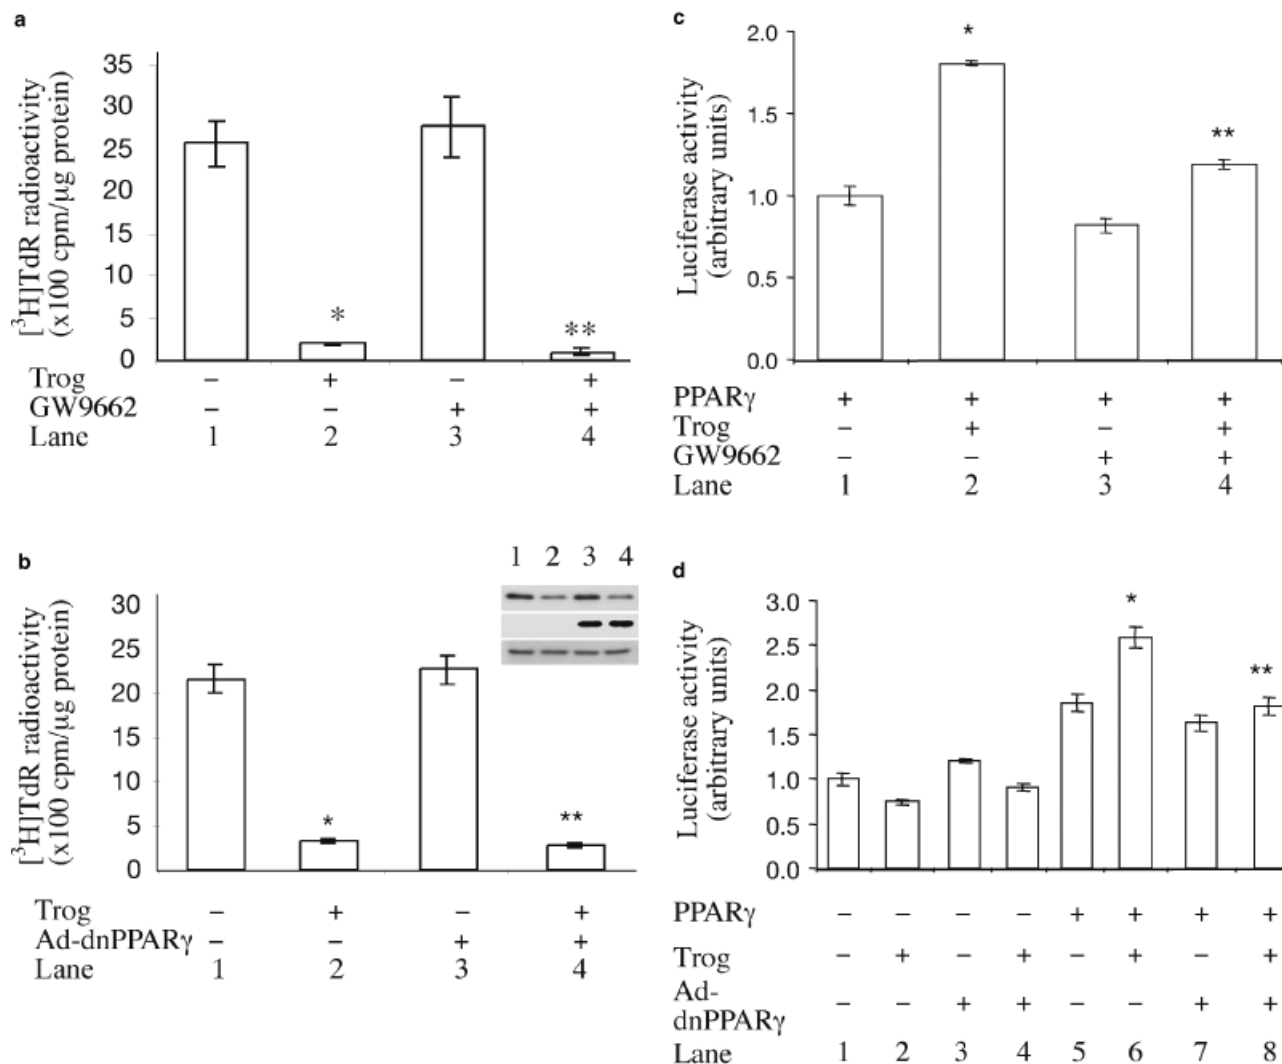 a
[³H]TdR radioactivity
(x100 cpm/µg protein)
35
30
25
20
15
10
5
0
*
**
Trog – + – +
GW9662 – – + +
Lane 1 2 3 4
b
[³H]TdR radioactivity
(x100 cpm/µg protein)
30
25
20
15
10
5
0
1 2 3 4
*
**
Trog – + – +
Ad-dnPPARγ – – + +
Lane 1 2 3 4
c
Luciferase activity
(arbitrary units)
2.0
1.5
1.0
0.5
0.0
*
**
PPARγ + + + +
Trog – + – +
GW9662 – – + +
Lane 1 2 3 4
d
Luciferase activity
(arbitrary units)
3.0
2.5
2.0
1.5
1.0
0.5
0.0
*
**
PPARγ – – – – + + + +
Trog – + – + – + – +
Ad-
dnPPARγ – – + + – – + +
Lane 1 2 3 4 5 6 7 8